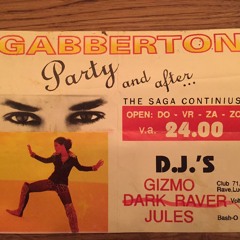 GABBERTON
Party and after...
THE SAGA CONTINIUS
OPEN: DO - VR - ZA - ZO
v.a. 24.00
D.J.'S
GIZMO
Club 71,
Rave, Lu
DARK RAVER
JULES
Bash-O